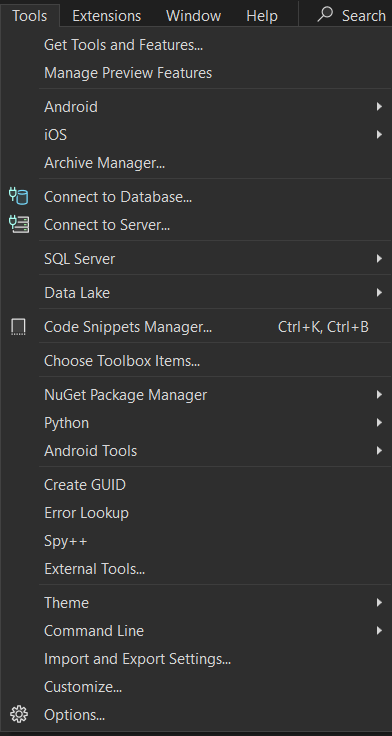 Tools Extensions Window Help Search
Get Tools and Features...
Manage Preview Features
Android
iOS
Archive Manager...
Connect to Database...
Connect to Server...
SQL Server
Data Lake
Code Snippets Manager... Ctrl+K, Ctrl+B
Choose Toolbox Items...
NuGet Package Manager
Python
Android Tools
Create GUID
Error Lookup
Spy++
External Tools...
Theme
Command Line
Import and Export Settings...
Customize...
Options...